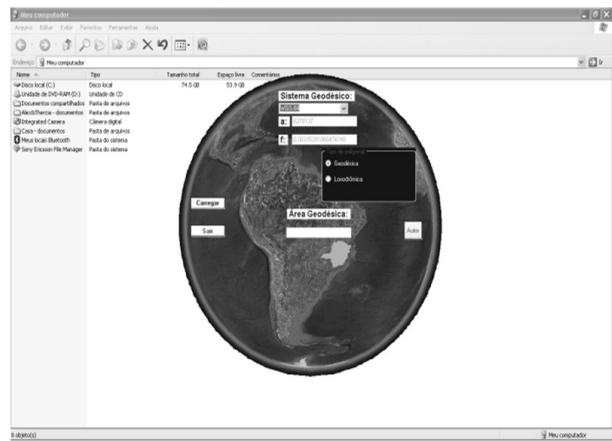 Meu computador
Arquivo Editar Exibir Favoritos Ferramentas Ajuda
Endereço Meu computador
Nome Tipo Tamanho total Espaço livre Comentários
Disco local (C:) Disco local 74.5 GB 53.9 GB
Unidade de DVD-RAM (D:) Unidade de CD
Documentos compartilhados Pasta de arquivos
documentos Pasta de arquivos
Integrated Camera Câmera digital
Casa - documentos Pasta de arquivos
Meus locais Bluetooth Pasta do sistema
Sony Ericsson File Manager Pasta do sistema
Sistema Geodésico:
WGS84
a: 6378137
f:
Geodésica
Loxodrômica
Carregar
Área Geodésica:
Sair
Autor
8 objeto(s) Meu computador